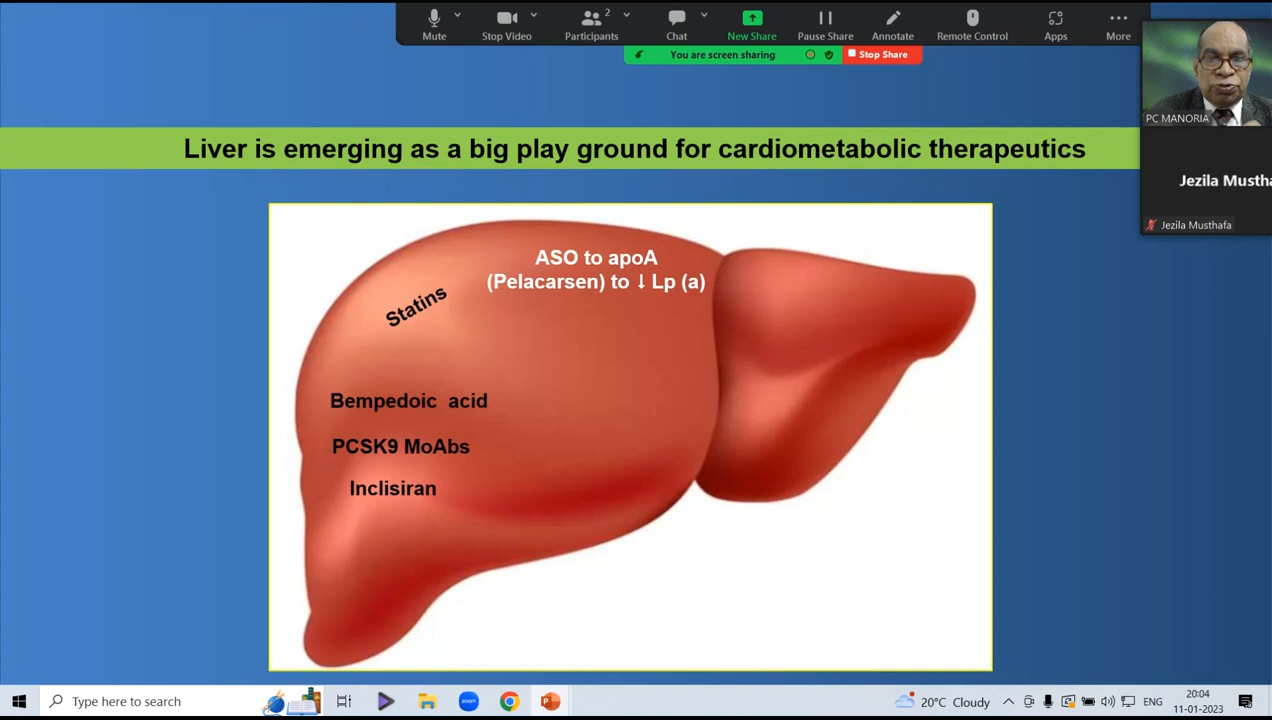 Mute
Stop Video
Participants
2
Chat
New Share
Pause Share
Annotate
Remote Control
Apps
More
You are screen sharing
Stop Share
PC MANORIA
Jezila Mustha
Jezila Musthafa
Liver is emerging as a big play ground for cardiometabolic therapeutics
ASO to apoA
(Pelacarsen) to ↓ Lp (a)
Statins
Bempedoic acid
PCSK9 MoAbs
Inclisiran
Type here to search
zoom
20°C Cloudy
ENG
20:04
11-01-2023